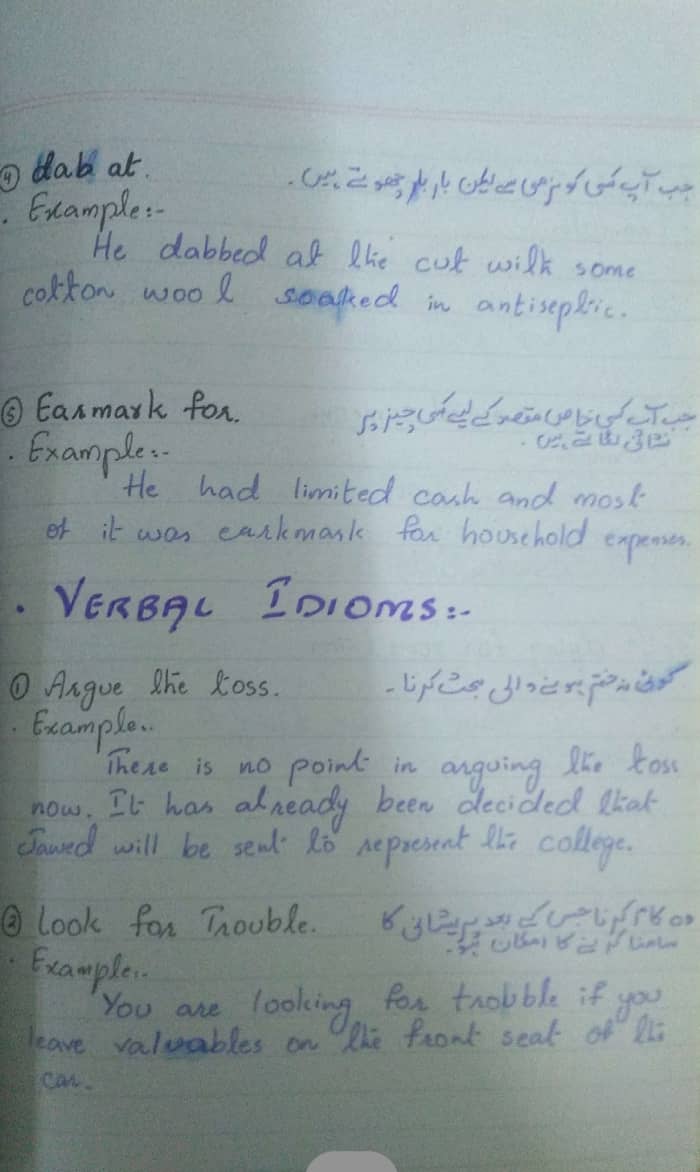 ④ dab at. جب آپ کسی کو نرمی سے لیکن بار بار چھوتے ہیں.
. Example:-
He dabbed at the cut with some
cotton wool soaked in antiseptic.
⑤ Earmark for. جب آپ کسی خاص مقصد کے لیے کسی چیز پر
نشانی لگاتے ہیں.
. Example:-
He had limited cash and most
of it was earkmark for household expenses.
. VERBAL IDIOMS:-
① Argue the toss. کوئی نہ ختم ہونے والی بحث کرنا۔
. Example..
There is no point in arguing the toss
now. It has already been decided that
Jawed will be sent to represent the college.
② Look for Trouble. وہ کام کرنا جس کے بعد پریشانی کا
سامنا کرنے کا امکان ہو۔
. Example..
You are looking for trobble if you
leave valuables on the front seat of the
car.